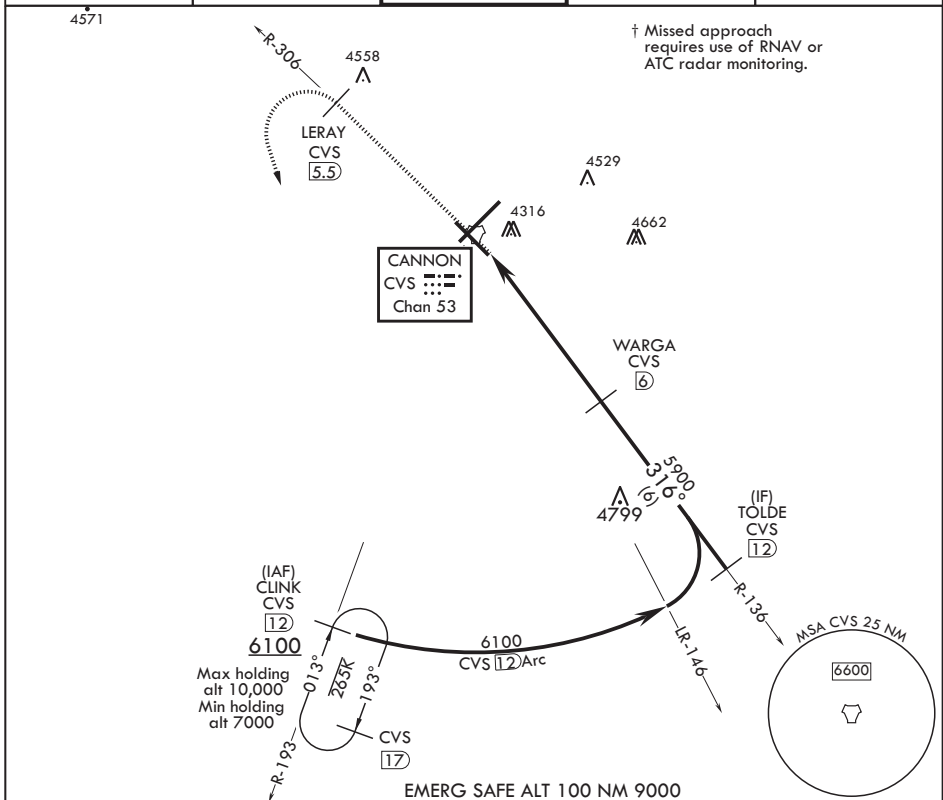 4571
R-306
4558
† Missed approach
requires use of RNAV or
ATC radar monitoring.
LERAY
CVS
5.5
4529
4316
4662
CANNON
CVS
Chan 53
WARGA
CVS
6
5900
316°
(6)
4799
(IF)
TOLDE
CVS
12
R-136
(IAF)
CLINK
CVS
12
6100
Max holding
alt 10,000
Min holding
alt 7000
013°
265K
193°
6100
CVS 12 Arc
LR-146
R-193
CVS
17
MSA CVS 25 NM
6600
EMERG SAFE ALT 100 NM 9000